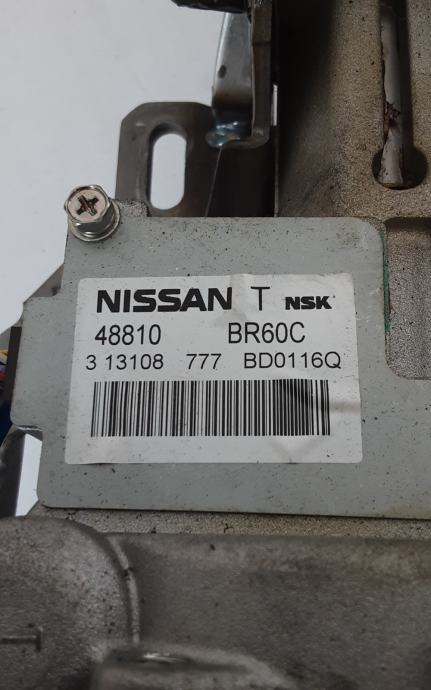 NISSAN T NSK
48810 BR60C
3 13108 777 BD0116Q